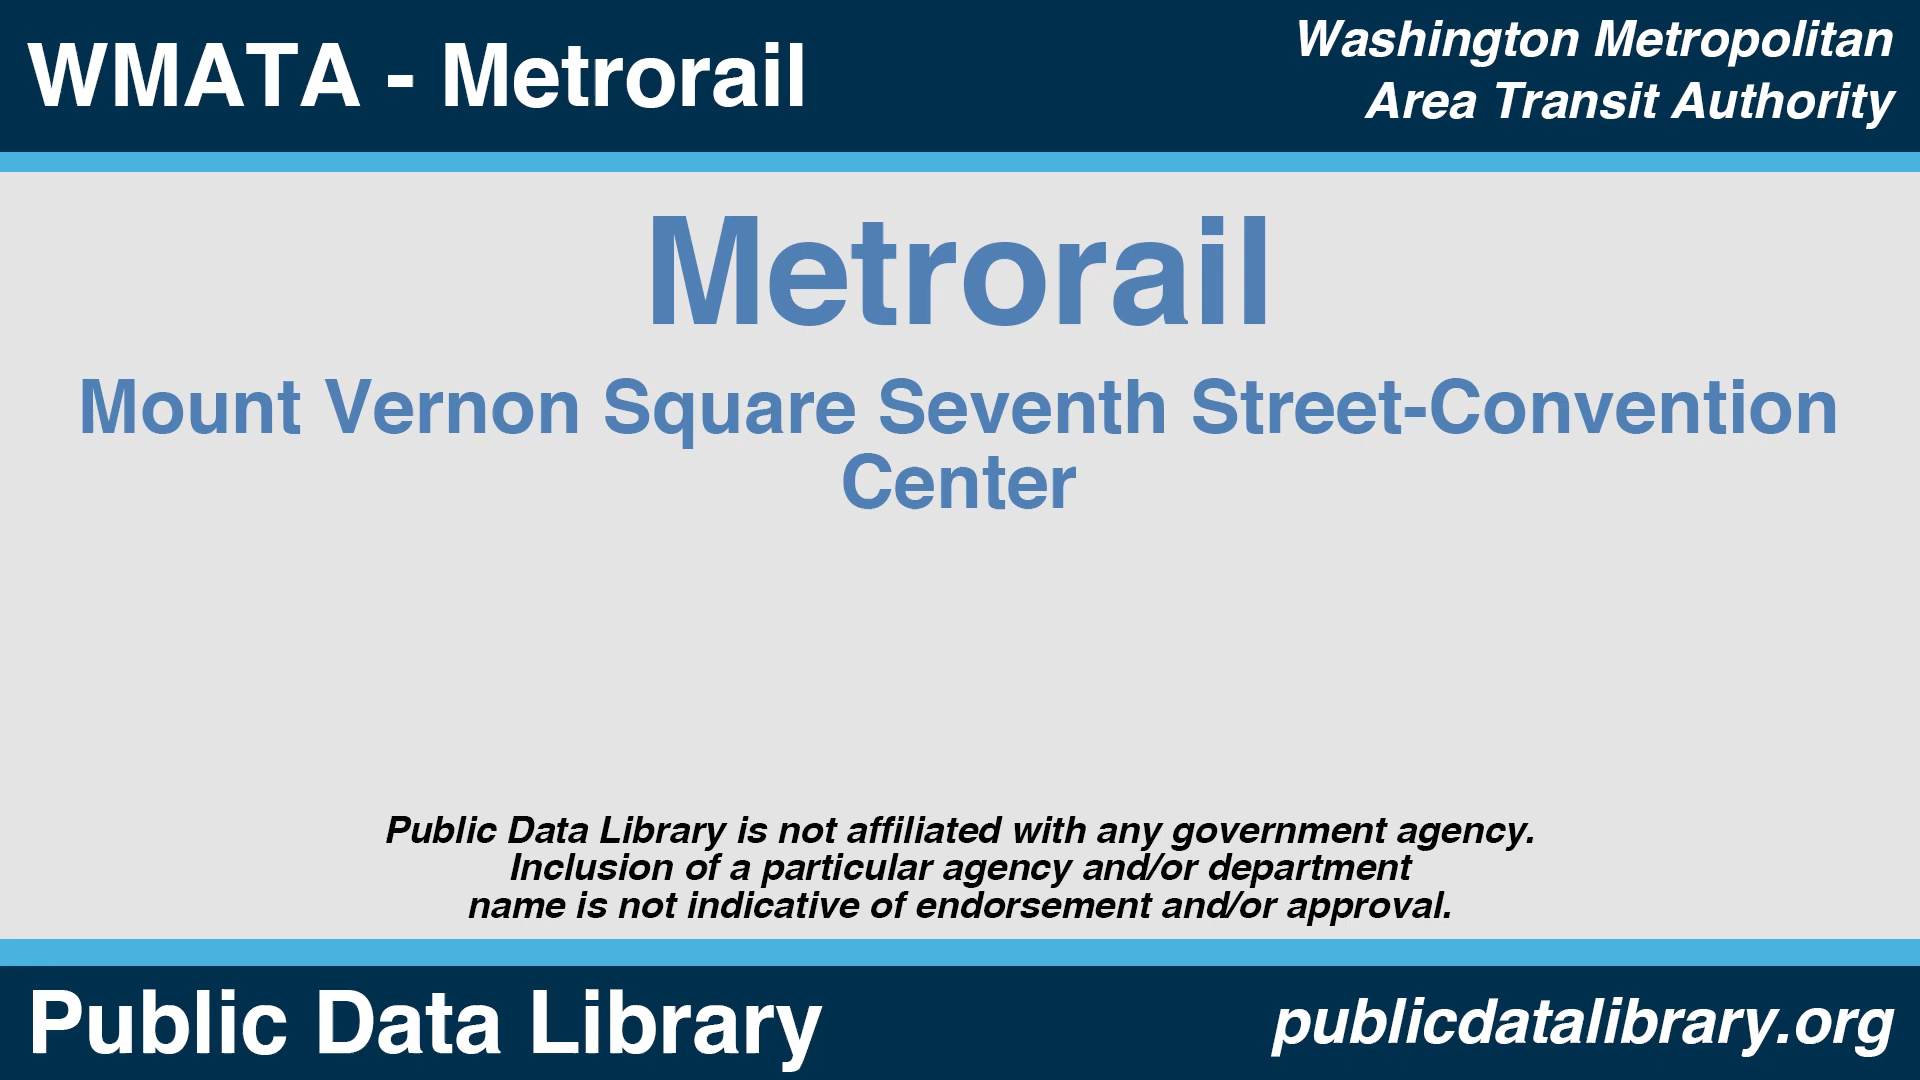 WMATA - Metrorail
Washington Metropolitan
Area Transit Authority
Metrorail
Mount Vernon Square Seventh Street-Convention
Center
Public Data Library is not affiliated with any government agency.
Inclusion of a particular agency and/or department
name is not indicative of endorsement and/or approval.
Public Data Library
publicdatalibrary.org